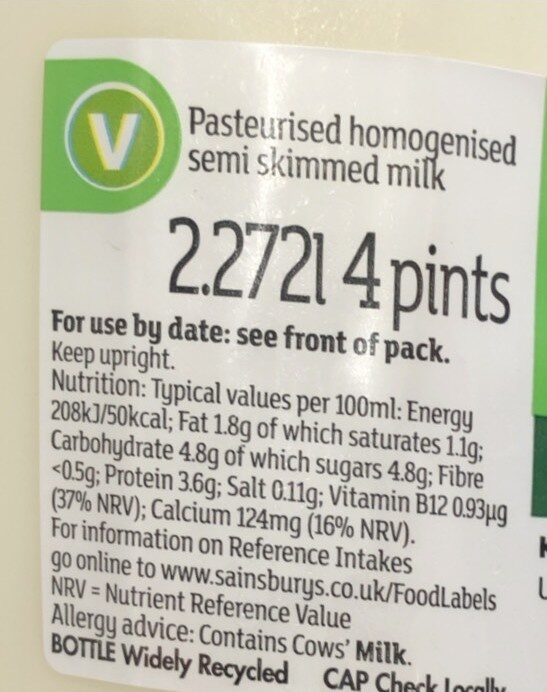 V
Pasteurised homogenised
semi skimmed milk
2.272l 4 pints
For use by date: see front of pack.
Keep upright.
Nutrition: Typical values per 100ml: Energy
208kJ/50kcal; Fat 1.8g of which saturates 1.1g;
Carbohydrate 4.8g of which sugars 4.8g; Fibre
<0.5g; Protein 3.6g; Salt 0.11g; Vitamin B12 0.93µg
(37% NRV); Calcium 124mg (16% NRV).
For information on Reference Intakes
go online to www.sainsburys.co.uk/FoodLabels
NRV = Nutrient Reference Value
Allergy advice: Contains Cows' Milk.
BOTTLE Widely Recycled CAP Check Locally